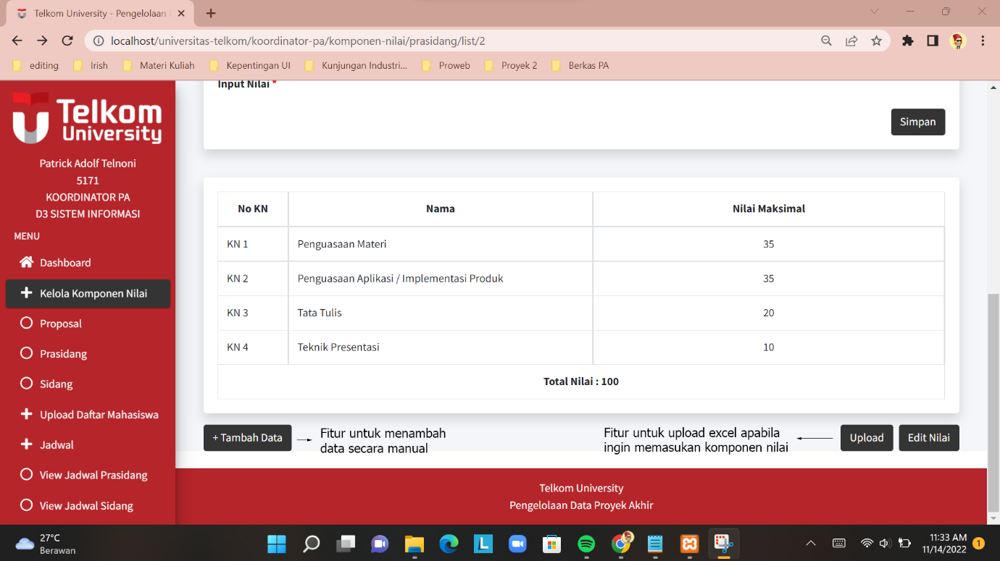 Telkom University - Pengelolaan
localhost/universitas-telkom/koordinator-pa/komponen-nilai/prasidang/list/2
editing
Irish
Materi Kuliah
Kepentingan UI
Kunjungan Industri...
Proweb
Proyek 2
Berkas PA
Telkom
University
Patrick Adolf Telnoni
5171
KOORDINATOR PA
D3 SISTEM INFORMASI
MENU
Dashboard
Kelola Komponen Nilai
Proposal
Prasidang
Sidang
Upload Daftar Mahasiswa
Jadwal
View Jadwal Prasidang
View Jadwal Sidang
Input Nilai *
Simpan
No KN Nama Nilai Maksimal
KN 1 Penguasaan Materi 35
KN 2 Penguasaan Aplikasi / Implementasi Produk 35
KN 3 Tata Tulis 20
KN 4 Teknik Presentasi 10
Total Nilai : 100
+ Tambah Data
Fitur untuk menambah
data secara manual
Fitur untuk upload excel apabila
ingin memasukan komponen nilai
Upload
Edit Nilai
Telkom University
Pengelolaan Data Proyek Akhir
27°C
Berawan
11:33 AM
11/14/2022
1